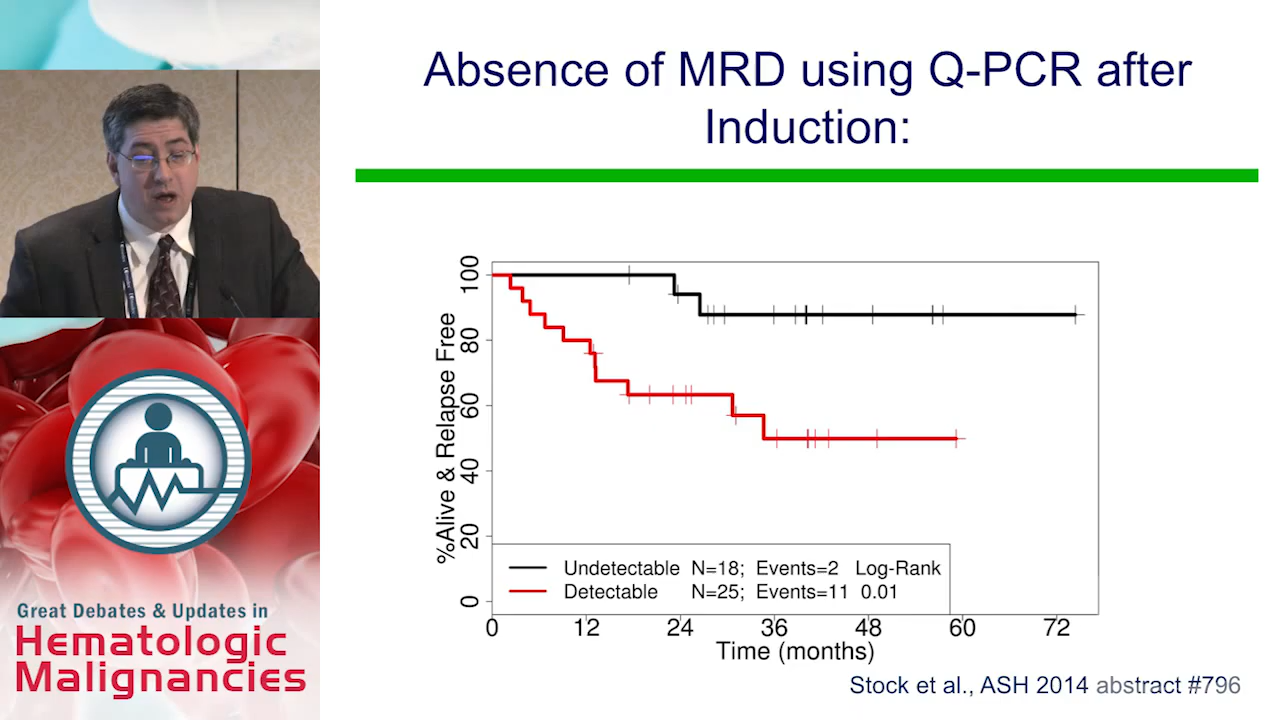 Absence of MRD using Q-PCR after
Induction:
%Alive & Relapse Free
100
80
60
40
20
0
Undetectable N=18; Events=2 Log-Rank
Detectable N=25; Events=11 0.01
0 12 24 36 48 60 72
Time (months)
Stock et al., ASH 2014 abstract #796
Great Debates & Updates in
Hematologic
Malignancies